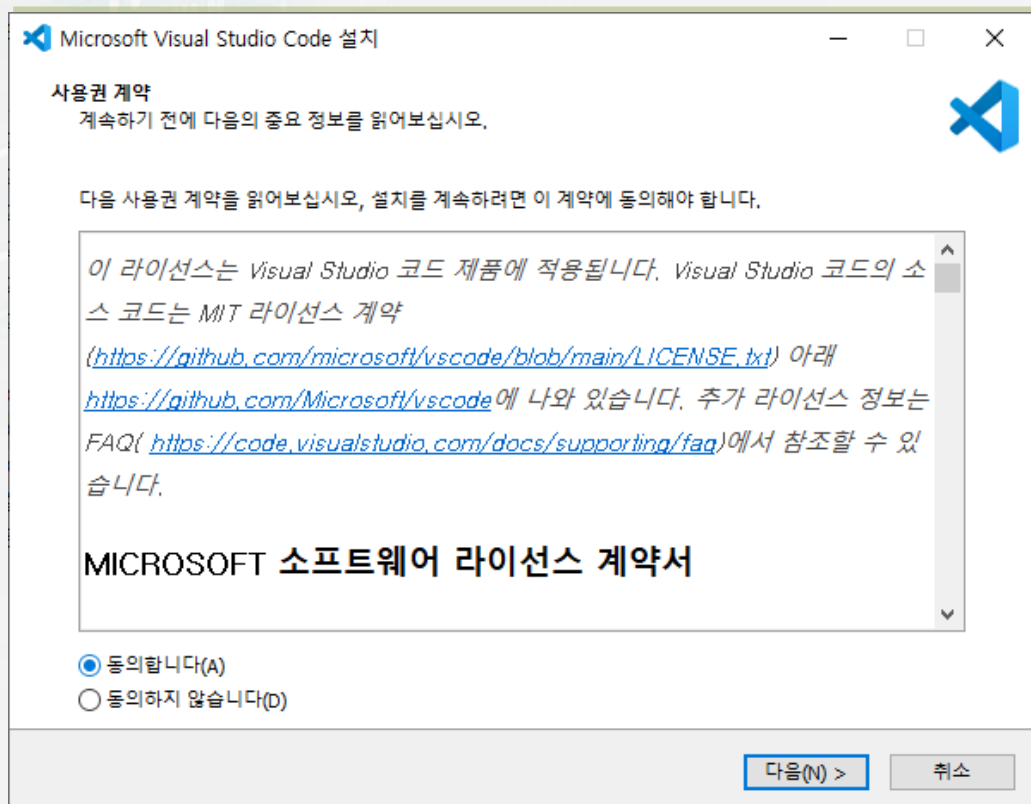 Microsoft Visual Studio Code 설치
사용권 계약
계속하기 전에 다음의 중요 정보를 읽어보십시오.
다음 사용권 계약을 읽어보십시오, 설치를 계속하려면 이 계약에 동의해야 합니다.
이 라이선스는 Visual Studio 코드 제품에 적용됩니다. Visual Studio 코드의 소
스 코드는 MIT 라이선스 계약
(https://github.com/microsoft/vscode/blob/main/LICENSE.txt) 아래
https://github.com/Microsoft/vscode에 나와 있습니다. 추가 라이선스 정보는
FAQ( https://code.visualstudio.com/docs/supporting/faq)에서 참조할 수 있
습니다.
MICROSOFT 소프트웨어 라이선스 계약서
동의합니다(A)
동의하지 않습니다(D)
다음(N) >
취소